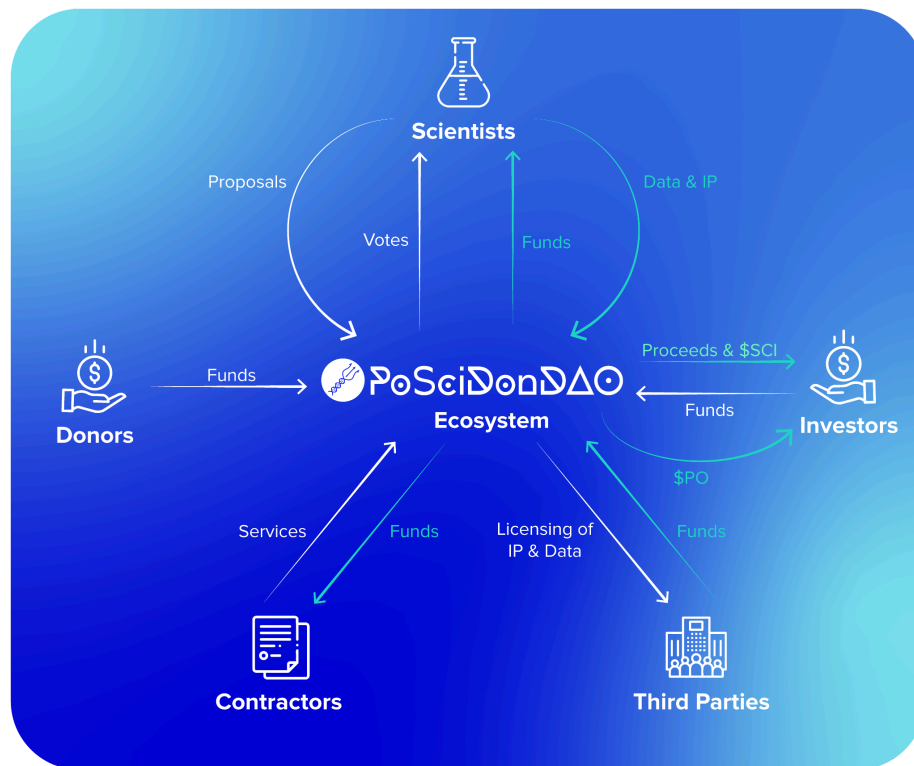 Scientists
Proposals
Data & IP
Votes
Funds
Proceeds & $SCI
Funds
PoSciDonDAO
Funds
Donors
Ecosystem
Investors
$PO
Services
Funds
Licensing of
IP & Data
Funds
Contractors
Third Parties